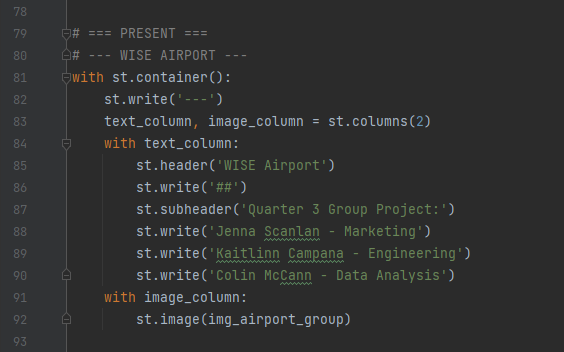 78
79 # === PRESENT ===
80 # --- WISE AIRPORT ---
81 with st.container():
82     st.write('---')
83     text_column, image_column = st.columns(2)
84     with text_column:
85         st.header('WISE Airport')
86         st.write('##')
87         st.subheader('Quarter 3 Group Project:')
88         st.write('Jenna Scanlan - Marketing')
89         st.write('Kaitlinn Campana - Engineering')
90         st.write('Colin McCann - Data Analysis')
91     with image_column:
92         st.image(img_airport_group)
93